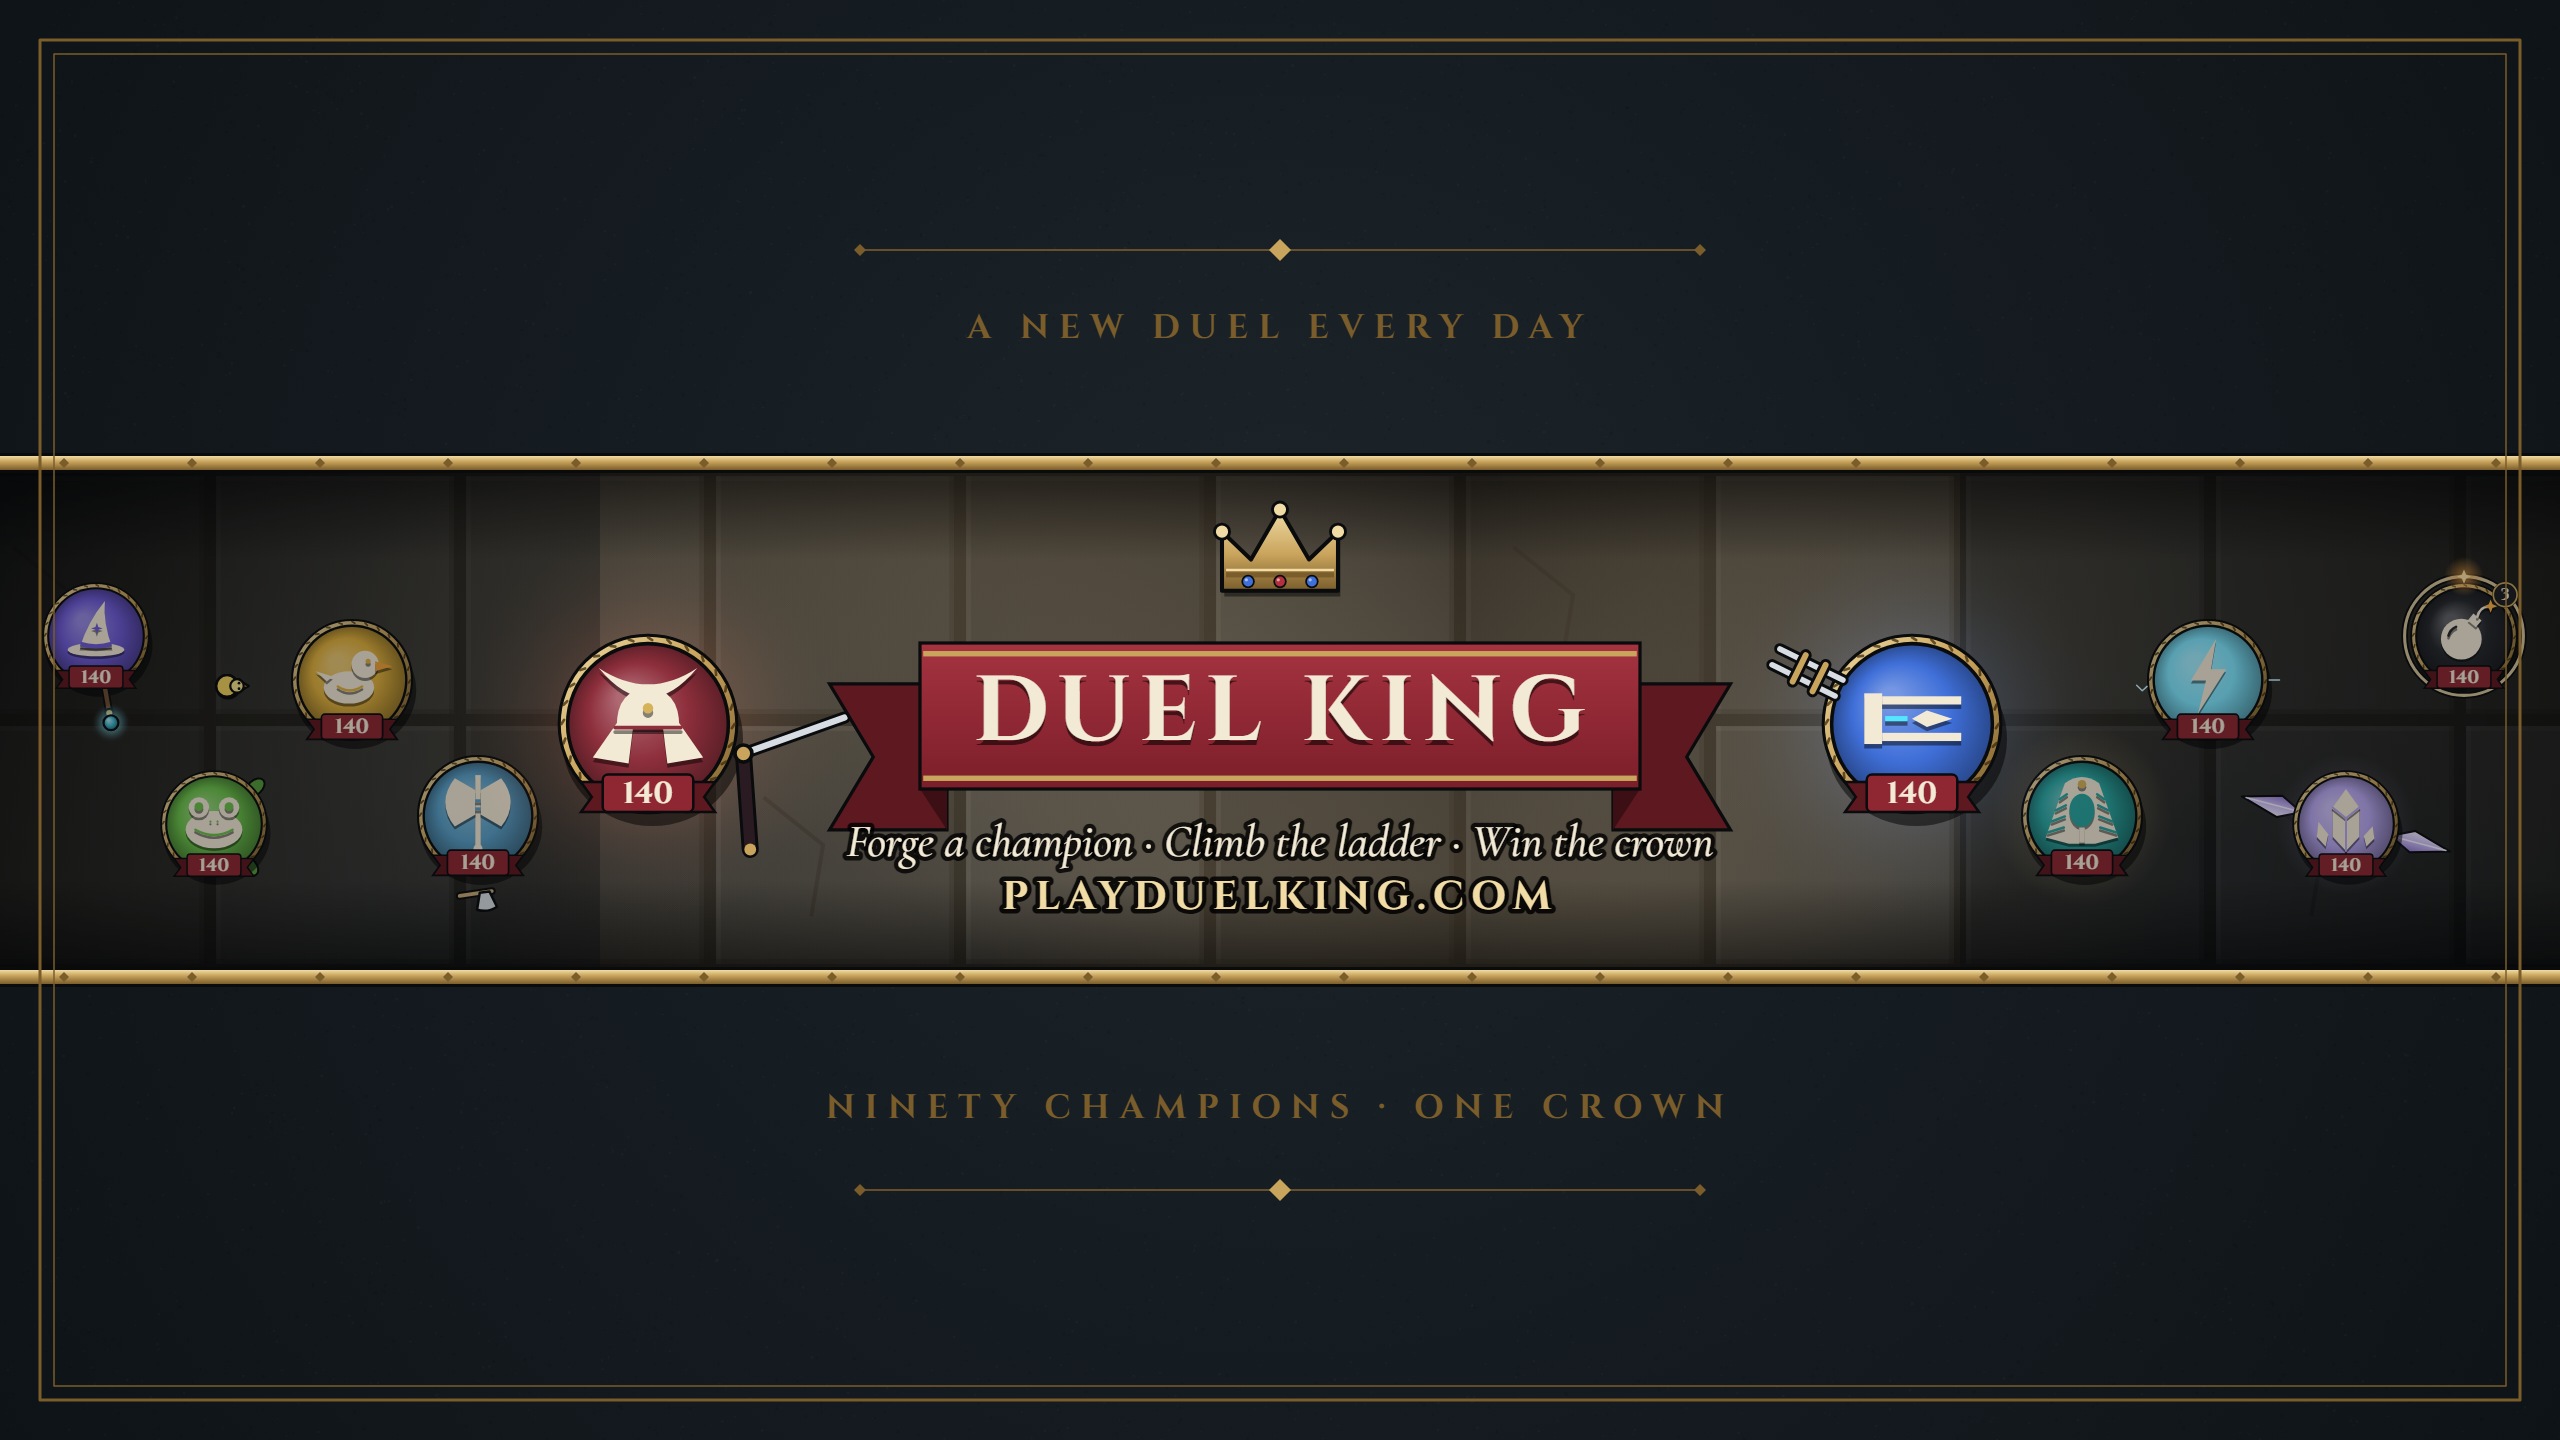 A NEW DUEL EVERY DAY
DUEL KING
Forge a champion · Climb the ladder · Win the crown
PLAYDUELKING.COM
140
140
140
140
140
140
140
140
140
140
3
NINETY CHAMPIONS · ONE CROWN